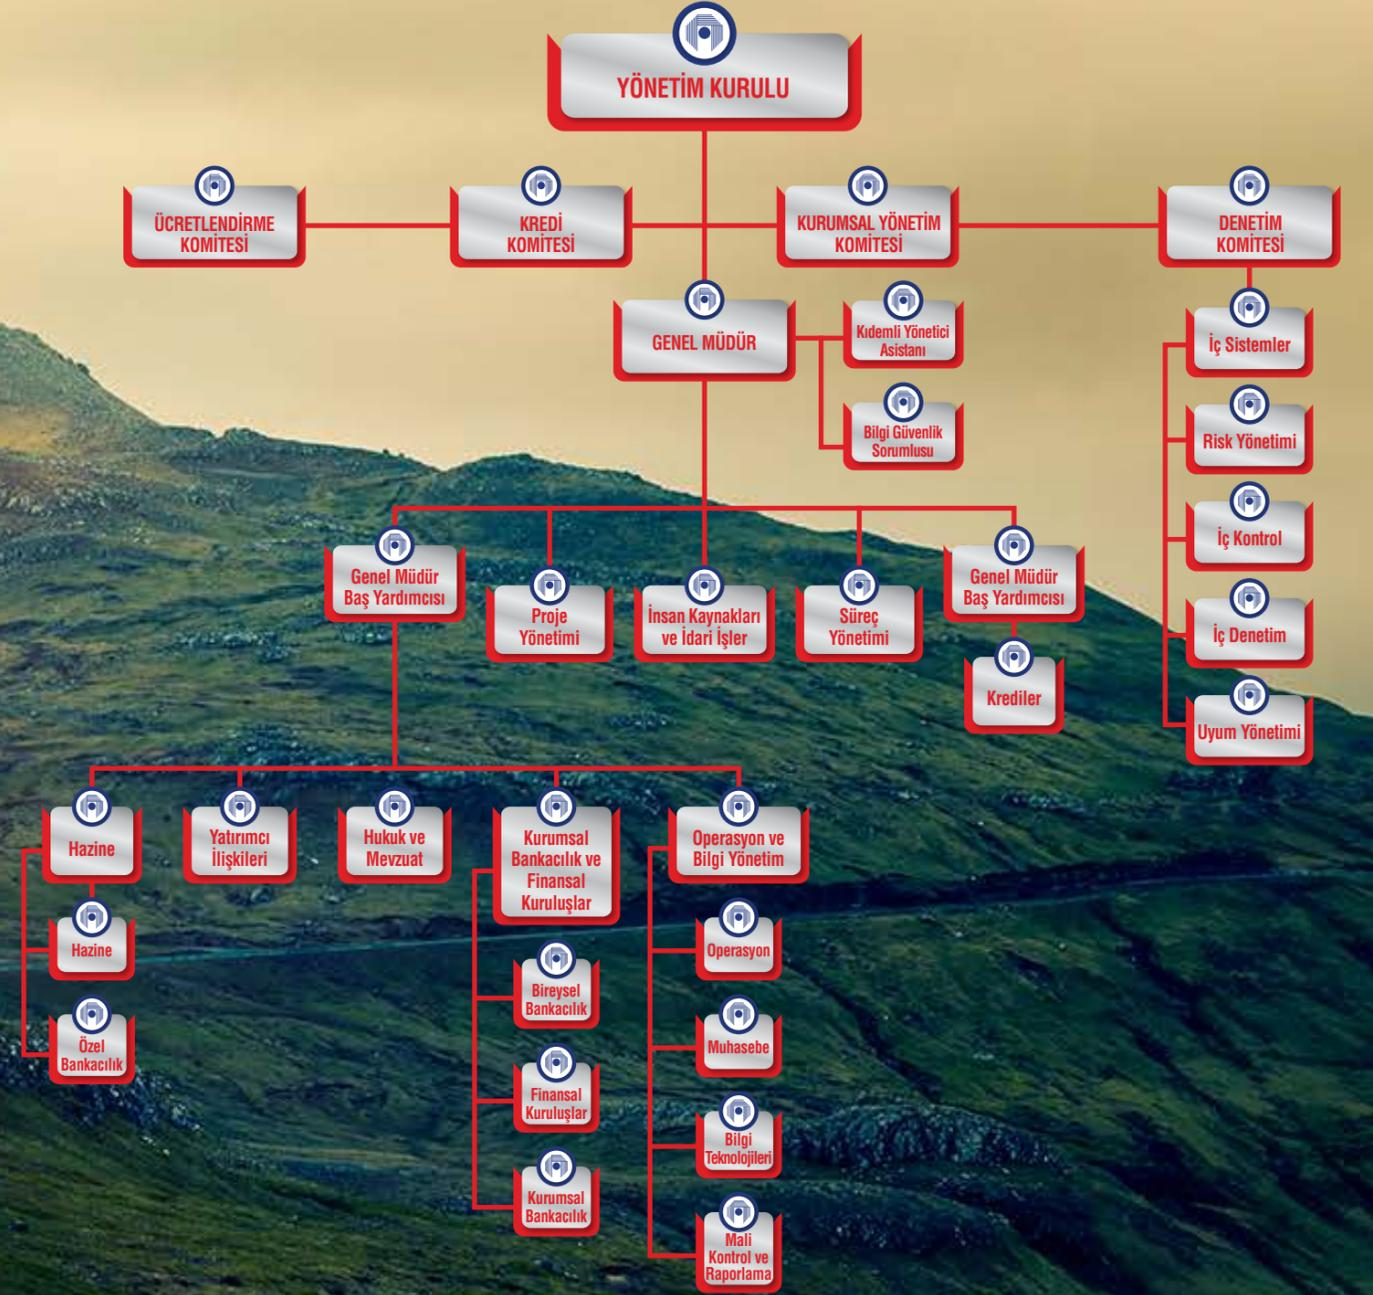 YÖNETİM KURULU
ÜCRETLENDİRME
KOMİTESİ
KREDİ
KOMİTESİ
KURUMSAL YÖNETİM
KOMİTESİ
DENETİM
KOMİTESİ
GENEL MÜDÜR
Kıdemli Yönetici
Asistanı
Bilgi Güvenlik
Sorumlusu
İç Sistemler
Risk Yönetimi
İç Kontrol
İç Denetim
Uyum Yönetimi
Genel Müdür
Baş Yardımcısı
Proje
Yönetimi
İnsan Kaynakları
ve İdari İşler
Süreç
Yönetimi
Genel Müdür
Baş Yardımcısı
Krediler
Hazine
Yatırımcı
İlişkileri
Hukuk ve
Mevzuat
Kurumsal
Bankacılık ve
Finansal
Kuruluşlar
Operasyon ve
Bilgi Yönetim
Hazine
Özel
Bankacılık
Bireysel
Bankacılık
Finansal
Kuruluşlar
Kurumsal
Bankacılık
Operasyon
Muhasebe
Bilgi
Teknolojileri
Mali
Kontrol ve
Raporlama